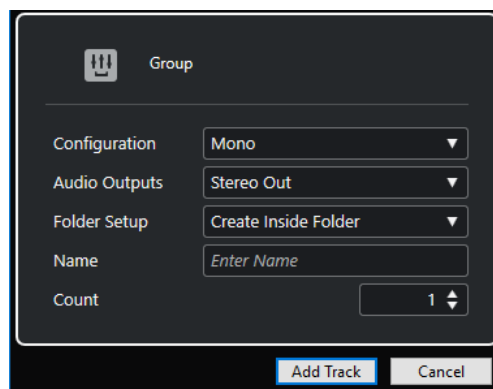 Group
Configuration Mono
Audio Outputs Stereo Out
Folder Setup Create Inside Folder
Name Enter Name
Count 1
Add Track Cancel